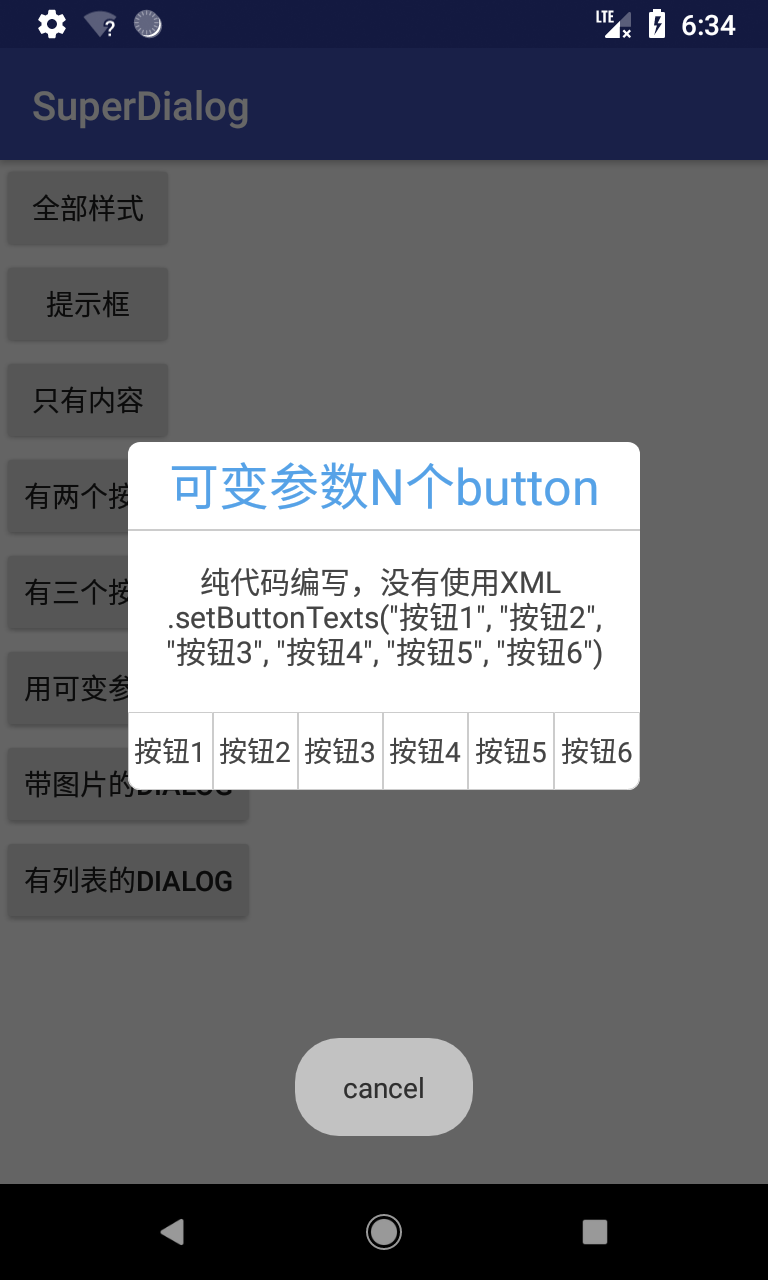 LTE 6:34
SuperDialog
全部样式
提示框
只有内容
有两个按
有三个按
用可变参
带图片的DIALOG
有列表的DIALOG
可变参数N个button
纯代码编写，没有使用XML
.setButtonTexts("按钮1", "按钮2",
"按钮3", "按钮4", "按钮5", "按钮6")
按钮1 按钮2 按钮3 按钮4 按钮5 按钮6
cancel